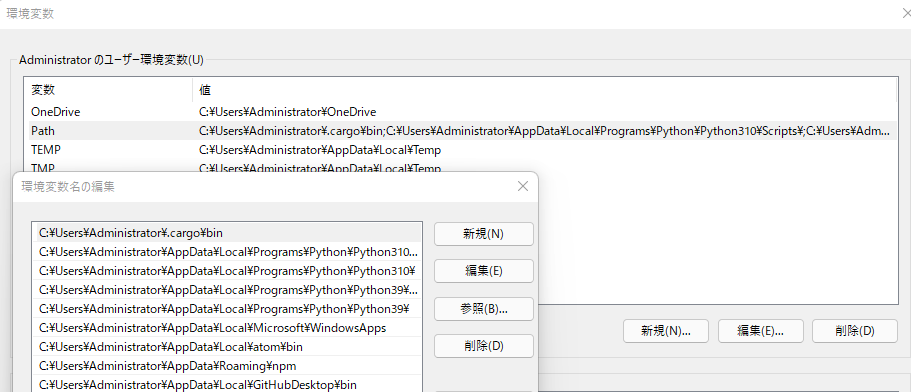 環境変数
Administrator のユーザー環境変数(U)
変数 値
OneDrive C:¥Users¥Administrator¥OneDrive
Path C:¥Users¥Administrator¥.cargo¥bin;C:¥Users¥Administrator¥AppData¥Local¥Programs¥Python¥Python310¥Scripts¥;C:¥Users¥Adm...
TEMP C:¥Users¥Administrator¥AppData¥Local¥Temp
TMP C:¥Users¥Administrator¥AppData¥Local¥Temp
環境変数名の編集
C:¥Users¥Administrator¥.cargo¥bin
C:¥Users¥Administrator¥AppData¥Local¥Programs¥Python¥Python310...
C:¥Users¥Administrator¥AppData¥Local¥Programs¥Python¥Python310¥
C:¥Users¥Administrator¥AppData¥Local¥Programs¥Python¥Python39¥...
C:¥Users¥Administrator¥AppData¥Local¥Programs¥Python¥Python39¥
C:¥Users¥Administrator¥AppData¥Local¥Microsoft¥WindowsApps
C:¥Users¥Administrator¥AppData¥Local¥atom¥bin
C:¥Users¥Administrator¥AppData¥Roaming¥npm
C:¥Users¥Administrator¥AppData¥Local¥GitHubDesktop¥bin
新規(N)
編集(E)
参照(B)...
削除(D)
新規(N)... 編集(E)... 削除(D)